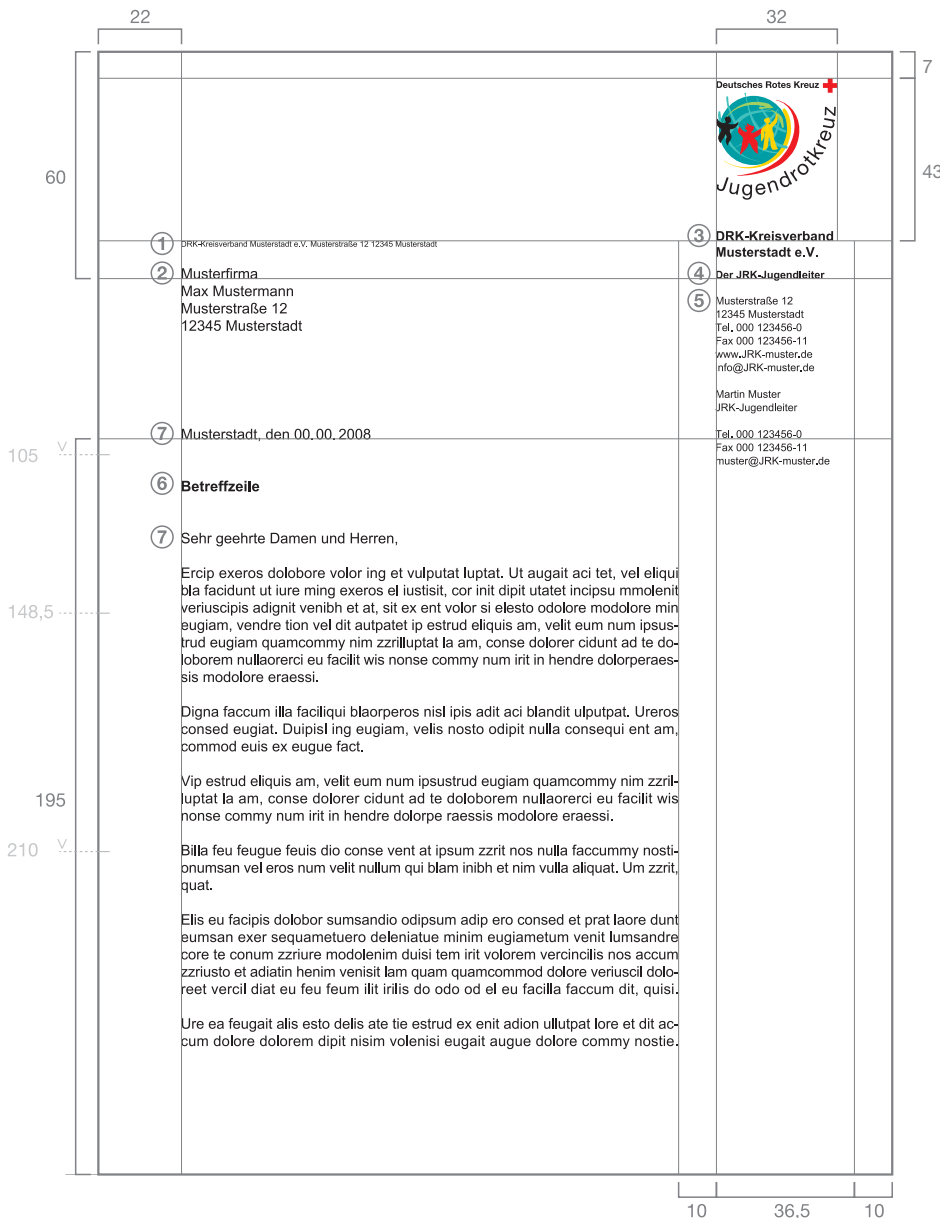 22
32
7
Deutsches Rotes Kreuz
Jugendrotkreuz
60
43
1 DRK-Kreisverband Musterstadt e.V. Musterstraße 12 12345 Musterstadt
3 DRK-Kreisverband
Musterstadt e.V.
2 Musterfirma
Max Mustermann
Musterstraße 12
12345 Musterstadt
4 Der JRK-Jugendleiter
5 Musterstraße 12
12345 Musterstadt
Tel. 000 123456-0
Fax 000 123456-11
www.JRK-muster.de
info@JRK-muster.de
Martin Muster
JRK-Jugendleiter
Tel. 000 123456-0
Fax 000 123456-11
muster@JRK-muster.de
7 Musterstadt, den 00.00.2008
105
6 Betreffzeile
7 Sehr geehrte Damen und Herren,
Ercip exeros dolobore volor ing et vulputat luptat. Ut augait aci tet, vel eliqui
bla facidunt ut iure ming exeros el iustisit, cor init dipit utatet incipsu mmolenit
148,5
veriuscipis adignit venibh et at, sit ex ent volor si elesto odolore modolore min
eugiam, vendre tion vel dit autpatet ip estrud eliquis am, velit eum num ipsus-
trud eugiam quamcommy nim zzrilluptat la am, conse dolorer cidunt ad te do-
loborem nullaorerci eu facilit wis nonse commy num irit in hendre dolorperaes-
sis modolore eraessi.
Digna faccum illa faciliqui blaorperos nisl ipis adit aci blandit ulputpat. Ureros
consed eugiat. Duipisl ing eugiam, velis nosto odipit nulla consequi ent am,
commod euis ex eugue fact.
Vip estrud eliquis am, velit eum num ipsustrud eugiam quamcommy nim zzril-
luptat la am, conse dolorer cidunt ad te doloborem nullaorerci eu facilit wis
nonse commy num irit in hendre dolorpe raessis modolore eraessi.
195
210
Billa feu feugue feuis dio conse vent at ipsum zzrit nos nulla faccummy nosti-
onumsan vel eros num velit nullum qui blam inibh et nim vulla aliquat. Um zzrit,
quat.
Elis eu facipis dolobor sumsandio odipsum adip ero consed et prat laore dunt
eumsan exer sequametuero deleniatue minim eugiametum venit lumsandre
core te conum zzriure modolenim duisi tem irit volorem vercincilis nos accum
zzriusto et adiatin henim venisit lam quam quamcommod dolore veriuscil dolo-
reet vercil diat eu feu feum ilit irilis do odo od el eu facilla faccum dit, quisi.
Ure ea feugait alis esto delis ate tie estrud ex enit adion ullutpat lore et dit ac-
cum dolore dolorem dipit nisim volenisi eugait augue dolore commy nostie.
10
36,5
10